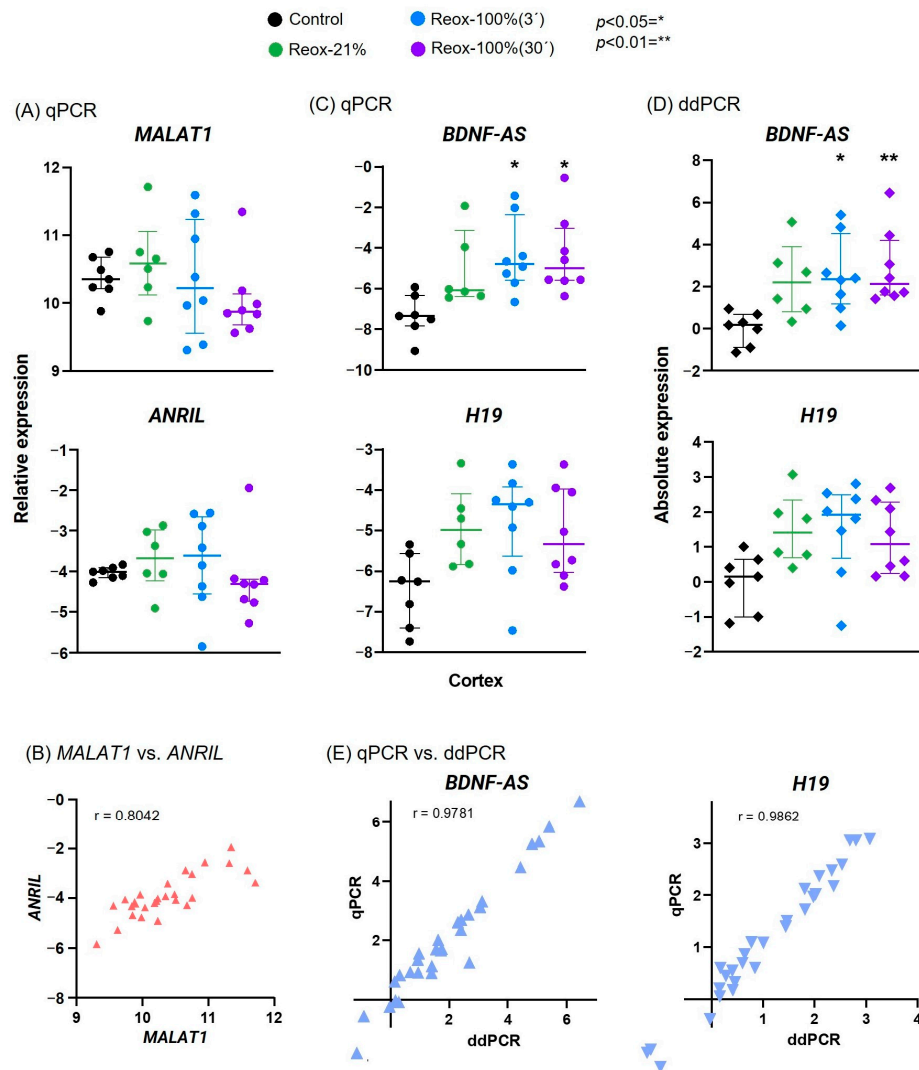 Control
Reox-21%
Reox-100%(3´)
Reox-100%(30´)
p<0.05=*
p<0.01=**
(A) qPCR
MALAT1
12
11
10
9
Relative expression
ANRIL
−1
−2
−3
−4
−5
−6
(C) qPCR
BDNF-AS
* *
−0
−2
−4
−6
−8
−10
H19
−3
−4
−5
−6
−7
−8
Cortex
(D) ddPCR
BDNF-AS
* **
8
6
4
2
0
−2
Absolute expression
H19
4
3
2
1
0
−1
−2
(B) MALAT1 vs. ANRIL
r = 0.8042
−0
−2
−4
−6
−8
ANRIL
9 10 11 12
MALAT1
(E) qPCR vs. ddPCR
BDNF-AS
r = 0.9781
6
4
2
qPCR
2 4 6
ddPCR
H19
r = 0.9862
3
2
1
qPCR
1 2 3 4
ddPCR